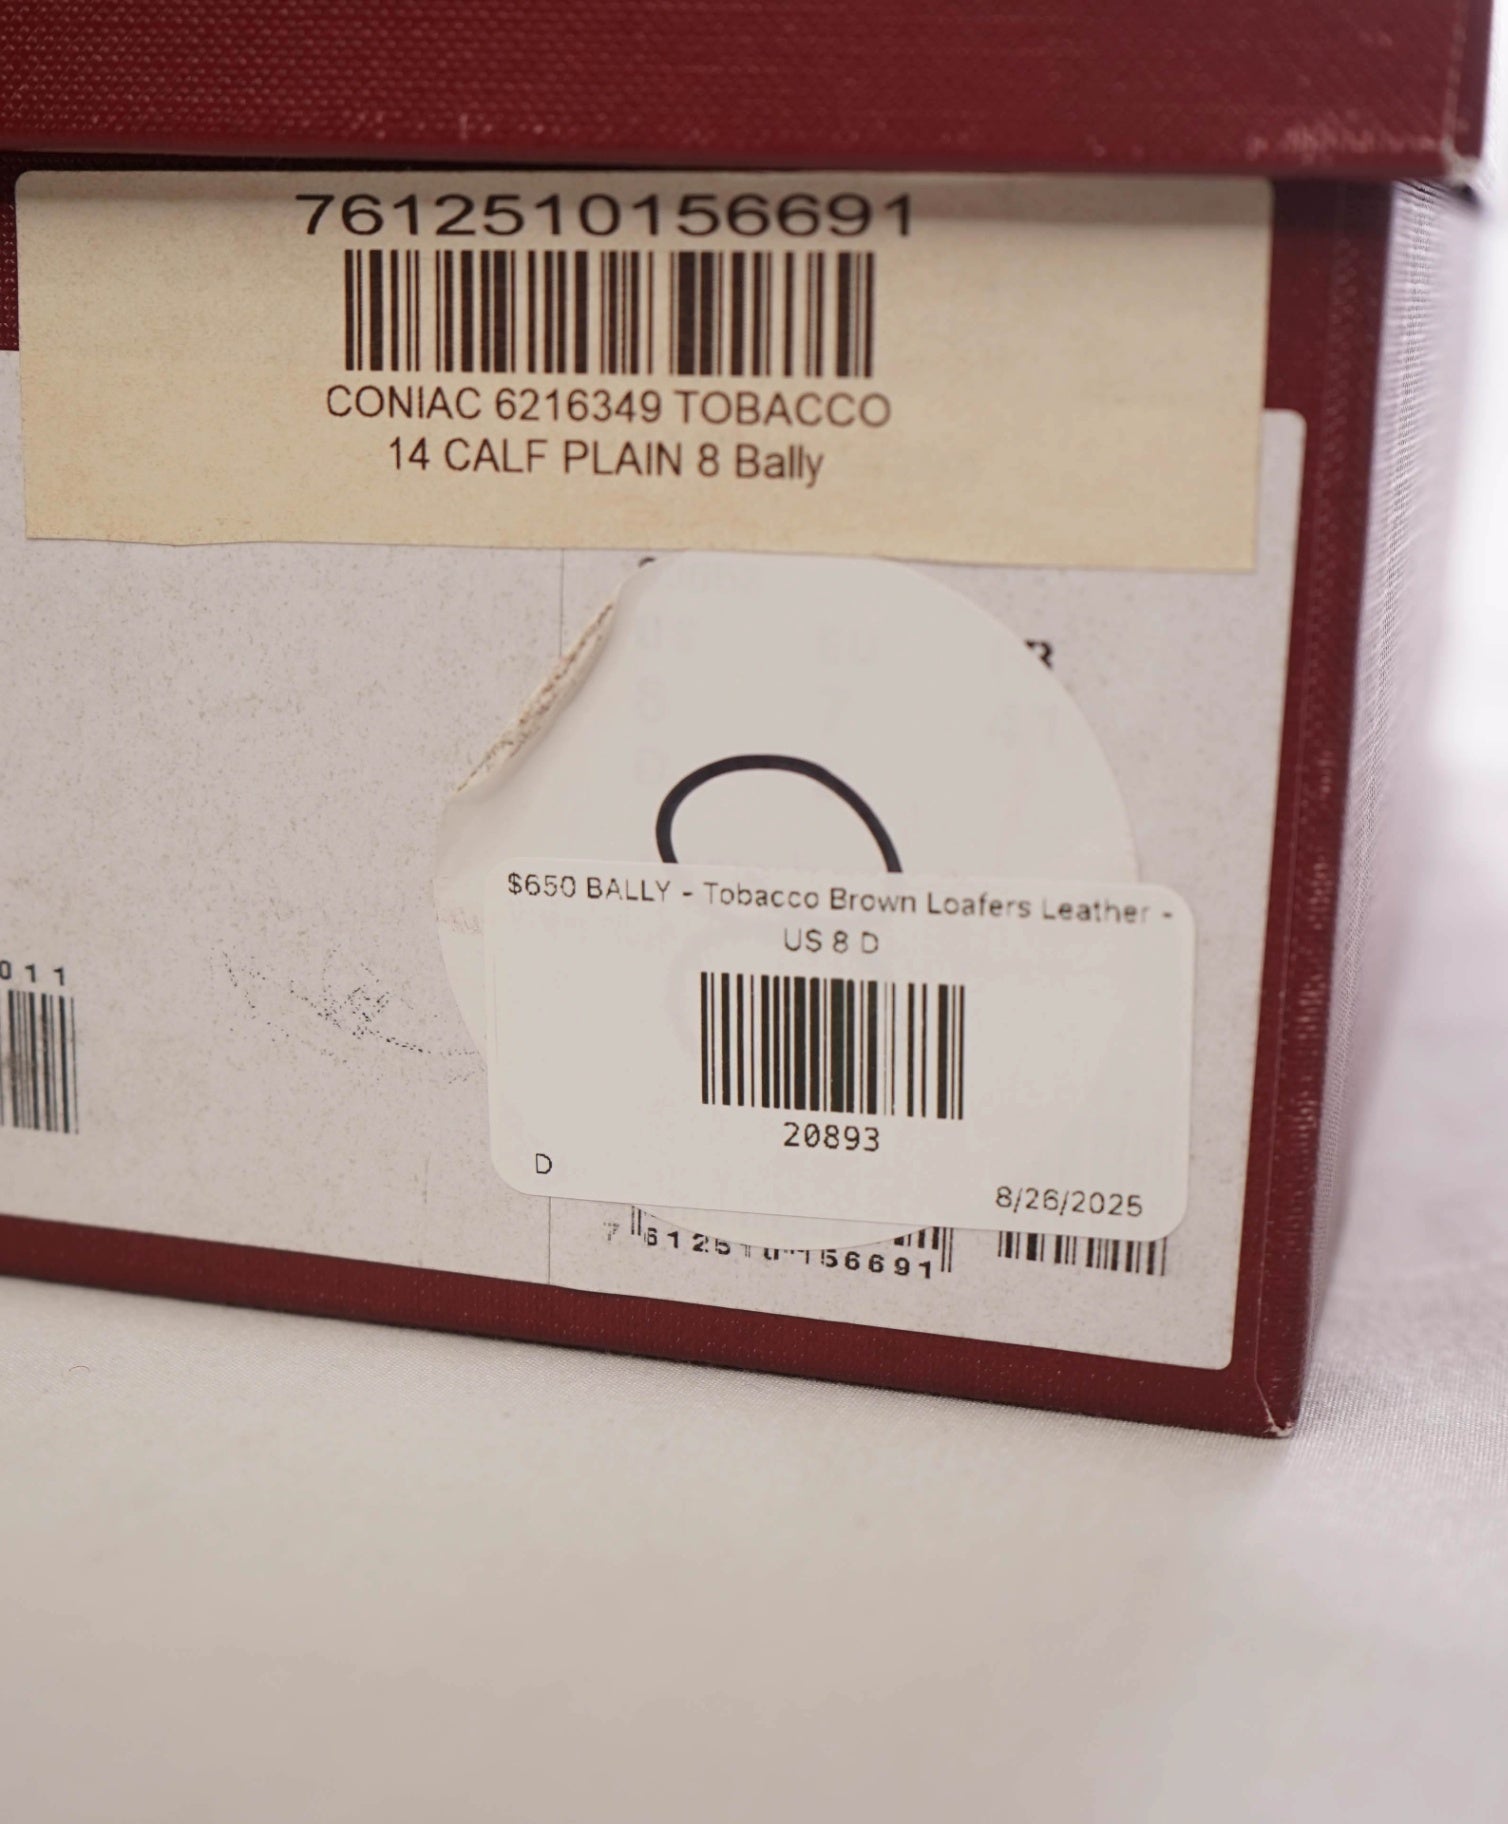 7612510156691
CONIAC 6216349 TOBACCO
14 CALF PLAIN 8 Bally
$650 BALLY - Tobacco Brown Loafers Leather -
US 8 D
011
20893
D
8/26/2025